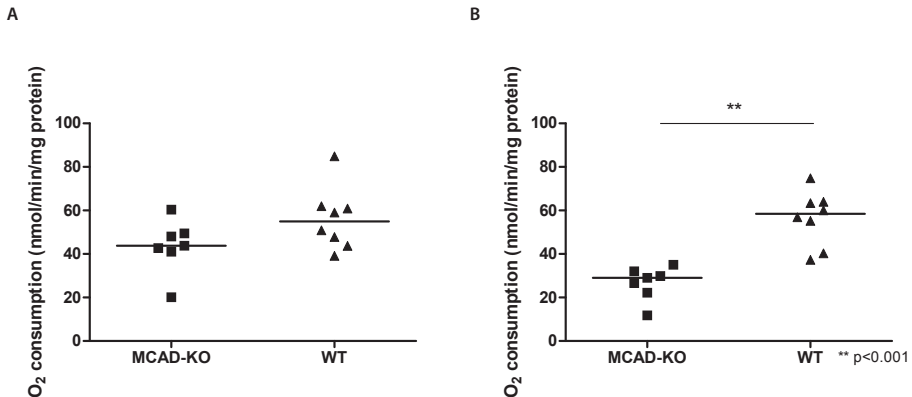 A
O2 consumption (nmol/min/mg protein)
100
80
60
40
20
0
MCAD-KO
WT
B
O2 consumption (nmol/min/mg protein)
100
80
60
40
20
0
**
MCAD-KO
WT
** p<0.001